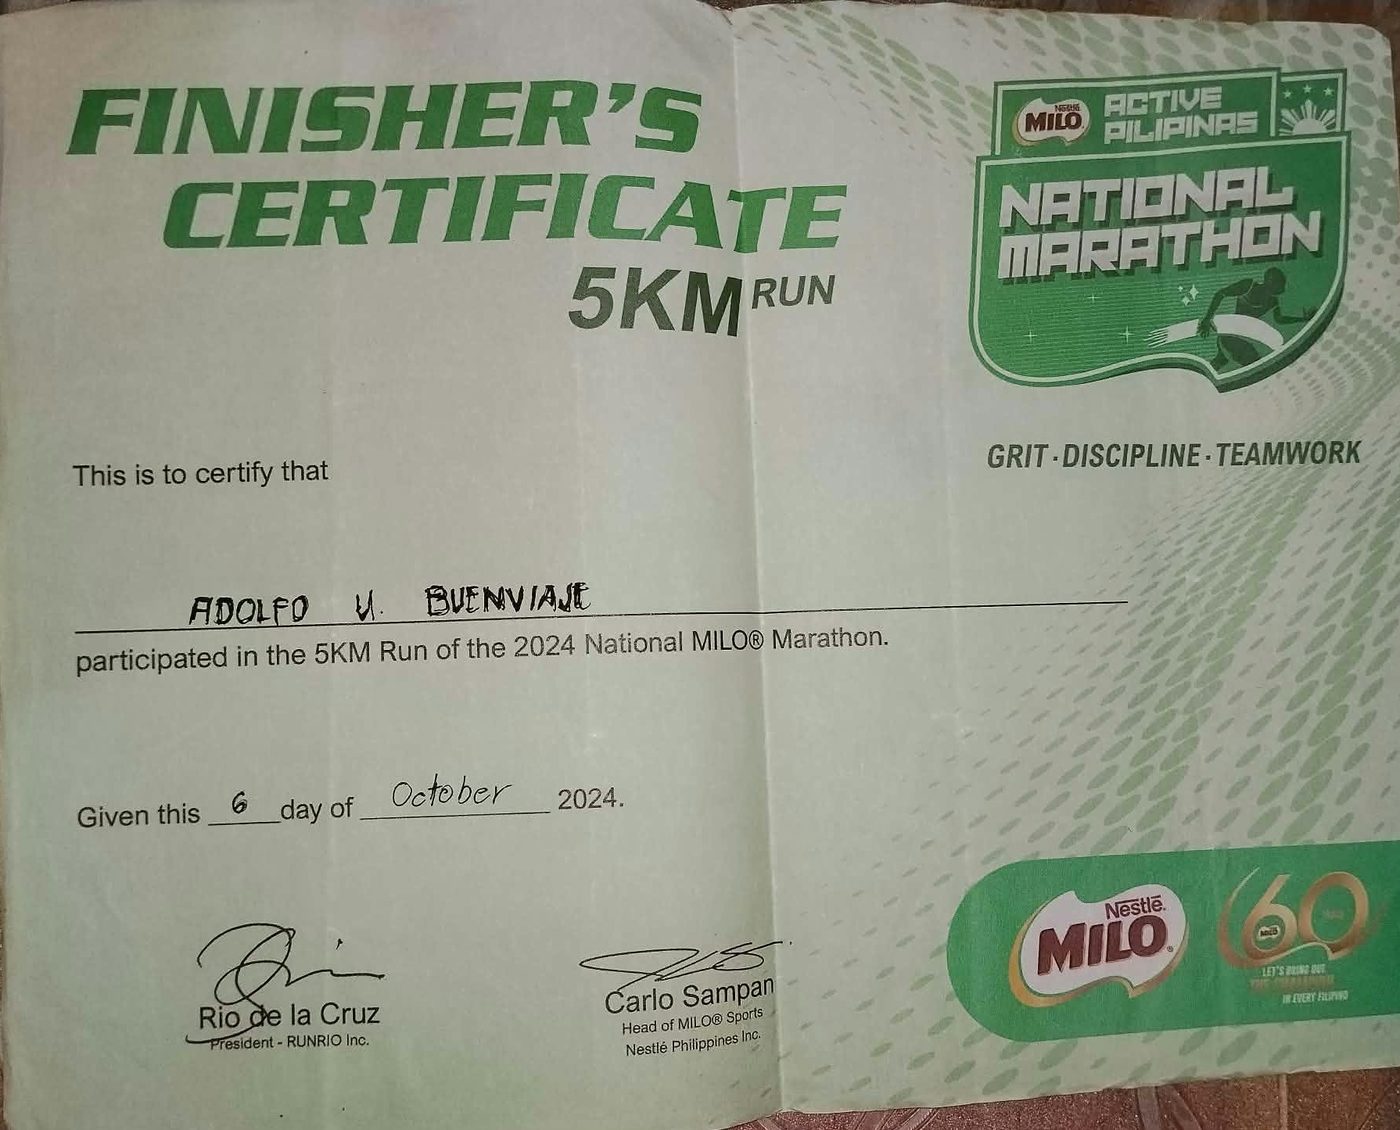 FINISHER'S
CERTIFICATE
5KM RUN
Nestlé
MILO
ACTIVE
PILIPINAS
NATIONAL
MARATHON
GRIT · DISCIPLINE · TEAMWORK
This is to certify that
ADOLFO U. BUENVIAJE
participated in the 5KM Run of the 2024 National MILO® Marathon.
Given this 6 day of October 2024.
Rio de la Cruz
President - RUNRIO Inc.
Carlo Sampan
Head of MILO® Sports
Nestlé Philippines Inc.
Nestlé.
MILO®
60
MILO
LET'S BRING OUT
THE CHAMPION
IN EVERY FILIPINO